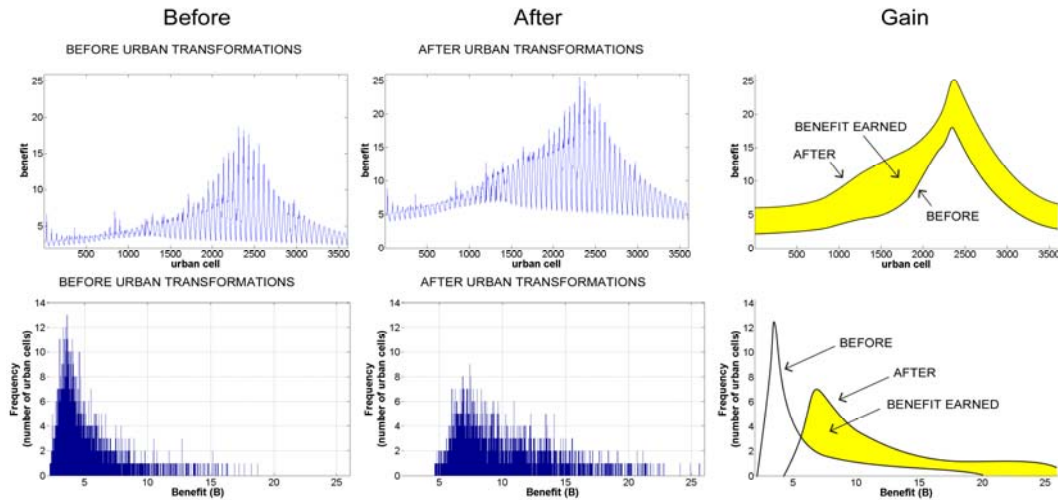 Before
After
Gain
BEFORE URBAN TRANSFORMATIONS
AFTER URBAN TRANSFORMATIONS
25
20
15
10
5
benefit
500 1000 1500 2000 2500 3000 3500
urban cell
25
20
15
10
5
0
benefit
500 1000 1500 2000 2500 3000 3500
urban cell
25
20
15
10
5
0
benefit
BENEFIT EARNED
AFTER
BEFORE
500 1000 1500 2000 2500 3000 3500
urban cell
BEFORE URBAN TRANSFORMATIONS
AFTER URBAN TRANSFORMATIONS
14
12
10
8
6
4
2
0
Frequency
(number of urban cells)
5 10 15 20 25
Benefit (B)
14
12
10
8
6
4
2
0
Frequency
(number of urban cells)
5 10 15 20 25
Benefit (B)
14
12
10
8
6
4
2
0
Frequency
(number of urban cells)
BEFORE
AFTER
BENEFIT EARNED
5 10 15 20 25
Benefit (B)